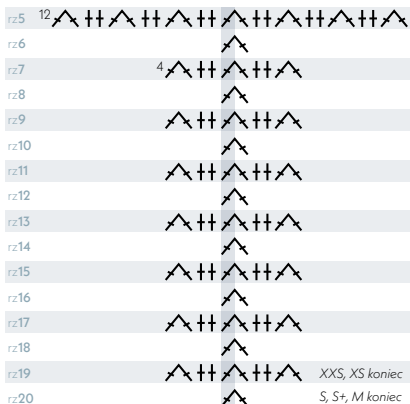 rz5 12
rz6
rz7 4
rz8
rz9
rz10
rz11
rz12
rz13
rz14
rz15
rz16
rz17
rz18
rz19 XXS, XS koniec
rz20 S, S+, M koniec